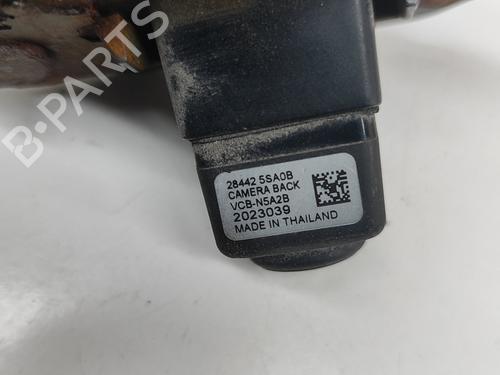 B-PARTS
28442 5SA0B
CAMERA BACK
VCB-N5A2B
2023039
MADE IN THAILAND